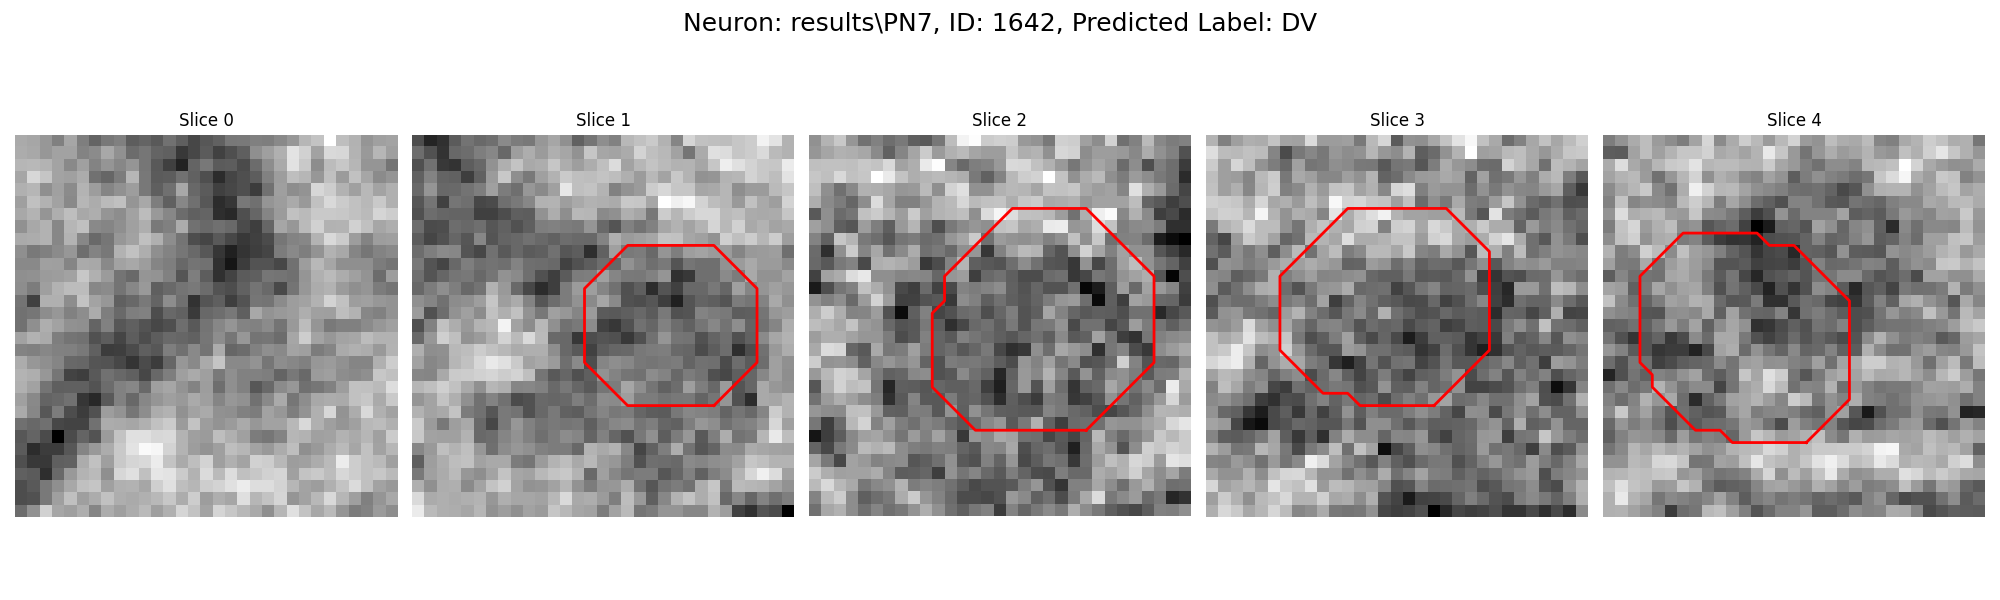 Neuron: results\PN7, ID: 1642, Predicted Label: DV
Slice 0
Slice 1
Slice 2
Slice 3
Slice 4